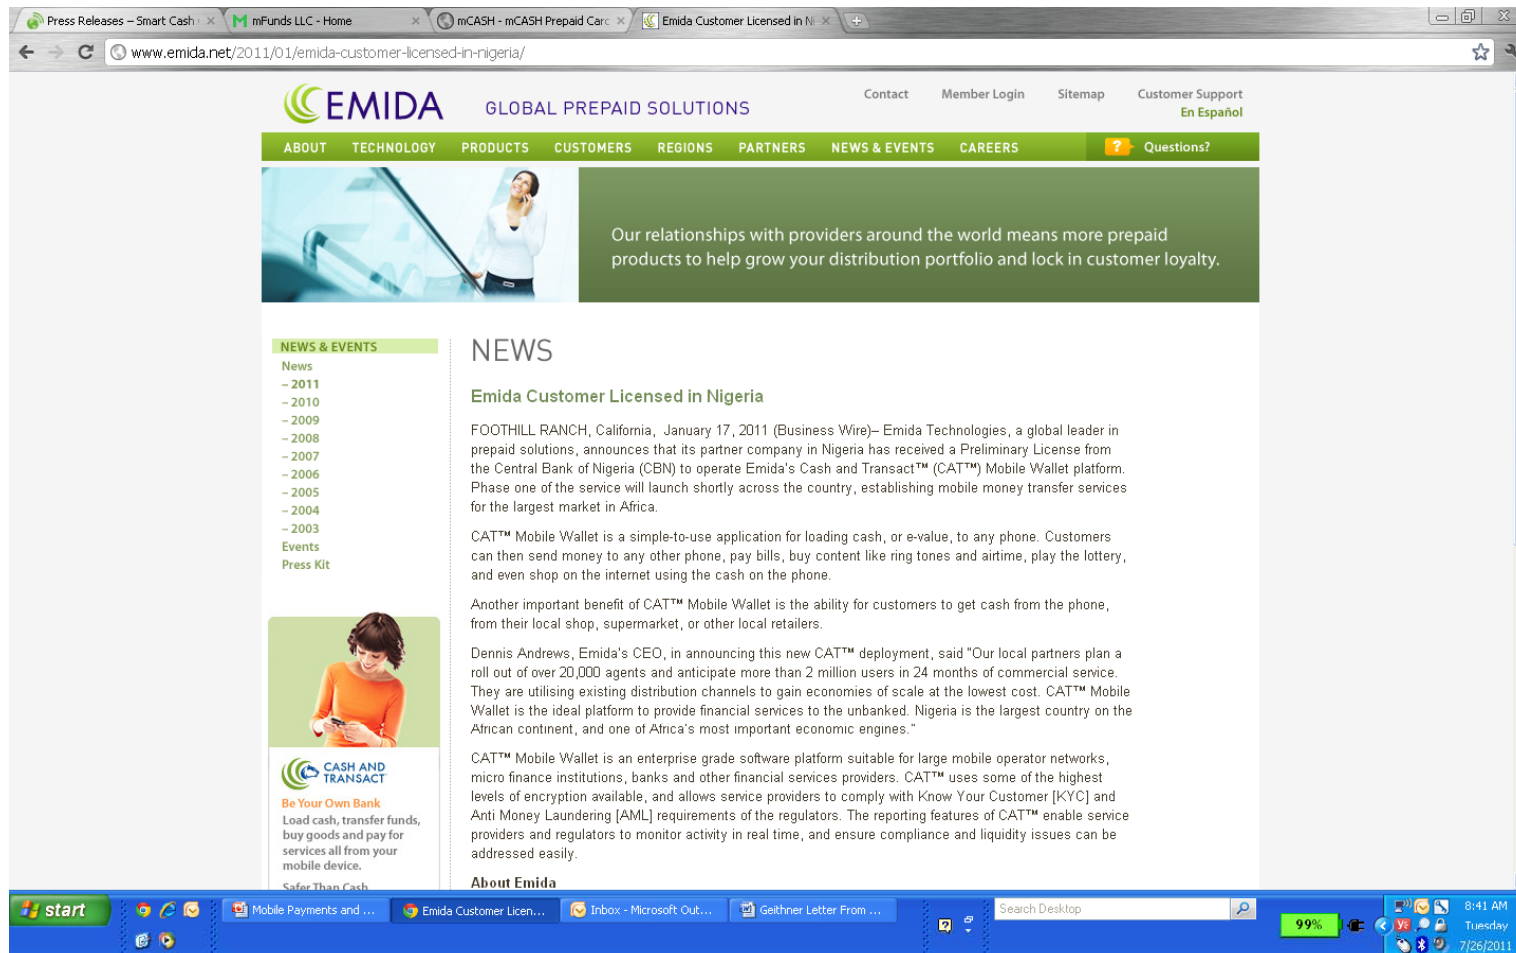 Press Releases – Smart Cash
mFunds LLC - Home
mCASH - mCASH Prepaid Carc
Emida Customer Licensed in Ni
www.emida.net/2011/01/emida-customer-licensed-in-nigeria/
EMIDA
GLOBAL PREPAID SOLUTIONS
Contact Member Login Sitemap Customer Support
En Español
ABOUT TECHNOLOGY PRODUCTS CUSTOMERS REGIONS PARTNERS NEWS & EVENTS CAREERS ? Questions?
Our relationships with providers around the world means more prepaid
products to help grow your distribution portfolio and lock in customer loyalty.
NEWS & EVENTS
News
– 2011
– 2010
– 2009
– 2008
– 2007
– 2006
– 2005
– 2004
– 2003
Events
Press Kit
CASH AND
TRANSACT
Be Your Own Bank
Load cash, transfer funds,
buy goods and pay for
services all from your
mobile device.
Safer Than Cash
NEWS
Emida Customer Licensed in Nigeria
FOOTHILL RANCH, California, January 17, 2011 (Business Wire)– Emida Technologies, a global leader in
prepaid solutions, announces that its partner company in Nigeria has received a Preliminary License from
the Central Bank of Nigeria (CBN) to operate Emida's Cash and Transact™ (CAT™) Mobile Wallet platform.
Phase one of the service will launch shortly across the country, establishing mobile money transfer services
for the largest market in Africa.
CAT™ Mobile Wallet is a simple-to-use application for loading cash, or e-value, to any phone. Customers
can then send money to any other phone, pay bills, buy content like ring tones and airtime, play the lottery,
and even shop on the internet using the cash on the phone.
Another important benefit of CAT™ Mobile Wallet is the ability for customers to get cash from the phone,
from their local shop, supermarket, or other local retailers.
Dennis Andrews, Emida's CEO, in announcing this new CAT™ deployment, said "Our local partners plan a
roll out of over 20,000 agents and anticipate more than 2 million users in 24 months of commercial service.
They are utilising existing distribution channels to gain economies of scale at the lowest cost. CAT™ Mobile
Wallet is the ideal platform to provide financial services to the unbanked. Nigeria is the largest country on the
African continent, and one of Africa's most important economic engines."
CAT™ Mobile Wallet is an enterprise grade software platform suitable for large mobile operator networks,
micro finance institutions, banks and other financial services providers. CAT™ uses some of the highest
levels of encryption available, and allows service providers to comply with Know Your Customer [KYC] and
Anti Money Laundering [AML] requirements of the regulators. The reporting features of CAT™ enable service
providers and regulators to monitor activity in real time, and ensure compliance and liquidity issues can be
addressed easily.
About Emida
start
Mobile Payments and ...
Emida Customer Licen...
Inbox - Microsoft Out...
Geithner Letter From ...
Search Desktop
99%
8:41 AM
Tuesday
7/26/2011